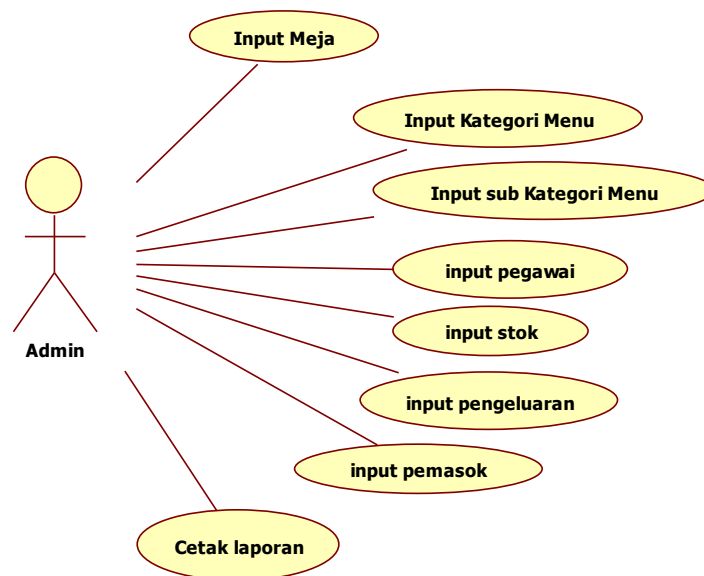 Input Meja
Input Kategori Menu
Input sub Kategori Menu
input pegawai
input stok
Admin
input pengeluaran
input pemasok
Cetak laporan